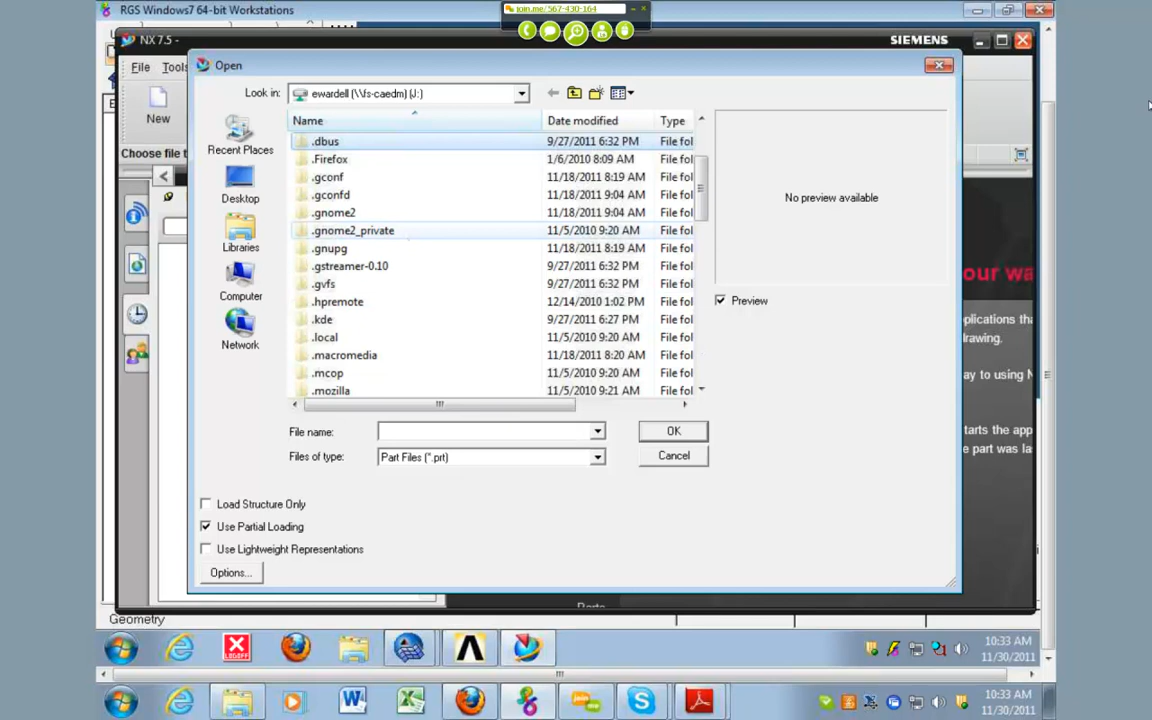 RGS Windows7 64-bit Workstations
join.me/567-430-164
NX 7.5 -
SIEMENS
File Tools
Open
Look in: ewardell (\\fs-caedm) (J:)
New
Name Date modified Type
Recent Places
Choose file t
.dbus 9/27/2011 6:32 PM File fol
.Firefox 1/6/2010 8:09 AM File fol
.gconf 11/18/2011 8:19 AM File fol
.gconfd 11/18/2011 9:04 AM File fol
.gnome2 11/18/2011 9:04 AM File fol
.gnome2_private 11/5/2010 9:20 AM File fol
.gnupg 11/18/2011 8:19 AM File fol
.gstreamer-0.10 9/27/2011 6:32 PM File fol
.gvfs 9/27/2011 6:32 PM File fol
.hpremote 12/14/2010 1:02 PM File fol
.kde 9/27/2011 6:27 PM File fol
.local 11/5/2010 9:20 AM File fol
.macromedia 11/18/2011 8:20 AM File fol
.mcop 11/5/2010 9:20 AM File fol
.mozilla 11/5/2010 9:21 AM File fol
Desktop
Libraries
Computer
Network
No preview available
Preview
our wa
plications tha
drawing.
ay to using N
tarts the app
e part was la
File name:
OK
Files of type: Part Files (*.prt)
Cancel
Load Structure Only
Use Partial Loading
Use Lightweight Representations
Options...
Parts
Geometry
LOGOFF
10:33 AM
11/30/2011
10:33 AM
11/30/2011